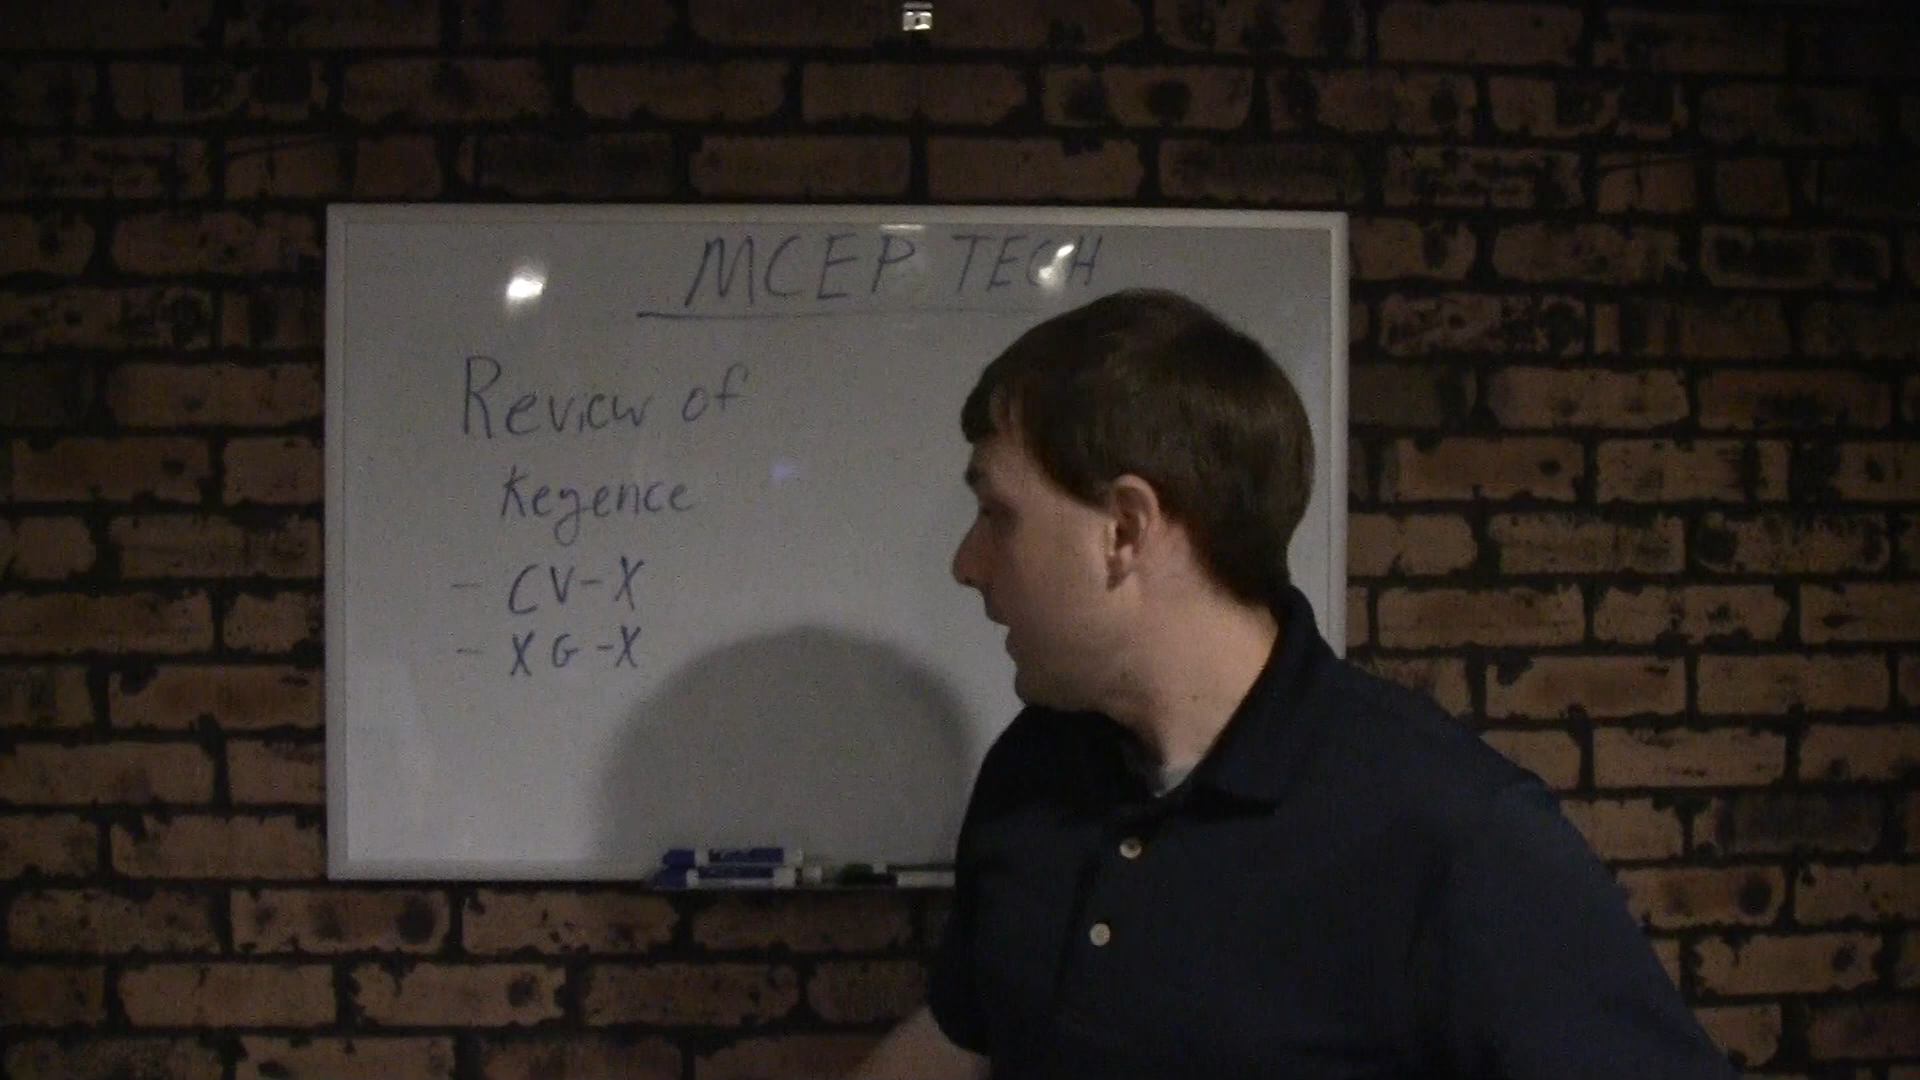 MCEP TECH
Review of
Keyence
- CV-X
- XG-X